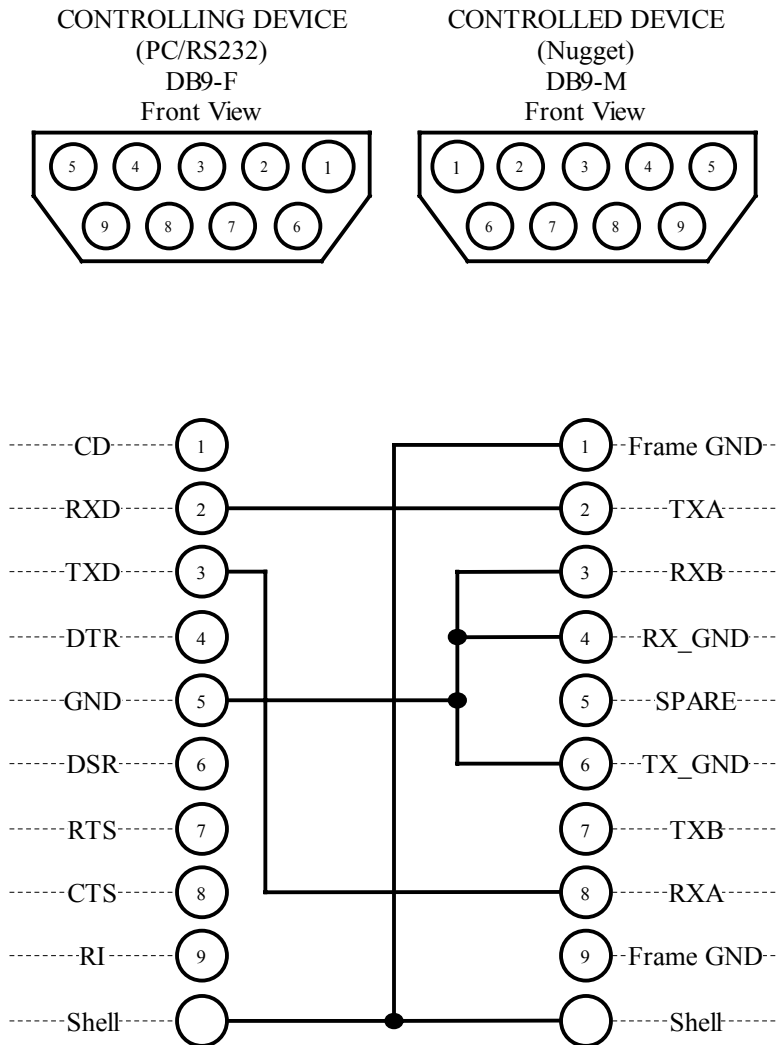 CONTROLLING DEVICE
(PC/RS232)
DB9-F
Front View
5 4 3 2 1
9 8 7 6
CONTROLLED DEVICE
(Nugget)
DB9-M
Front View
1 2 3 4 5
6 7 8 9
CD 1 1 Frame GND
RXD 2 2 TXA
TXD 3 3 RXB
DTR 4 4 RX_GND
GND 5 5 SPARE
DSR 6 6 TX_GND
RTS 7 7 TXB
CTS 8 8 RXA
RI 9 9 Frame GND
Shell Shell